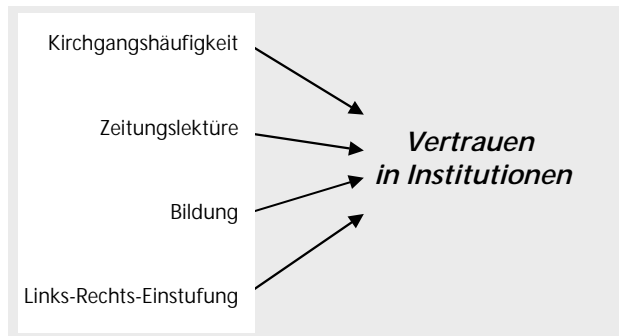 Kirchgangshäufigkeit
Zeitungslektüre
Bildung
Links-Rechts-Einstufung
Vertrauen
in Institutionen